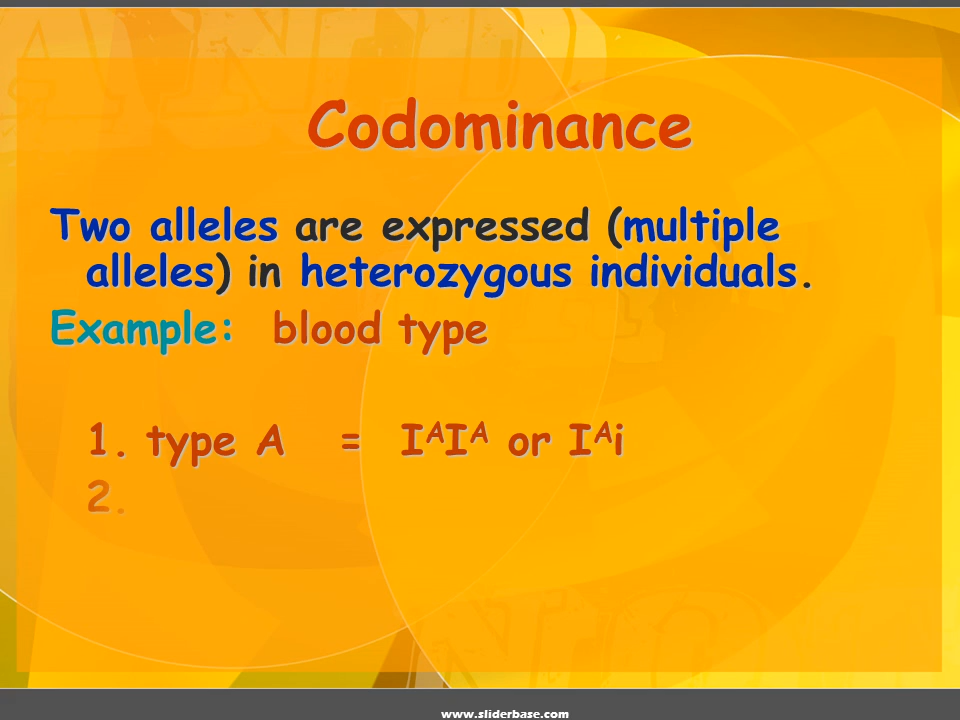 Codominance
Two alleles are expressed (multiple
alleles) in heterozygous individuals.
Example: blood type
1. type A = IᴬIᴬ or Iᴬi
2.
www.sliderbase.com